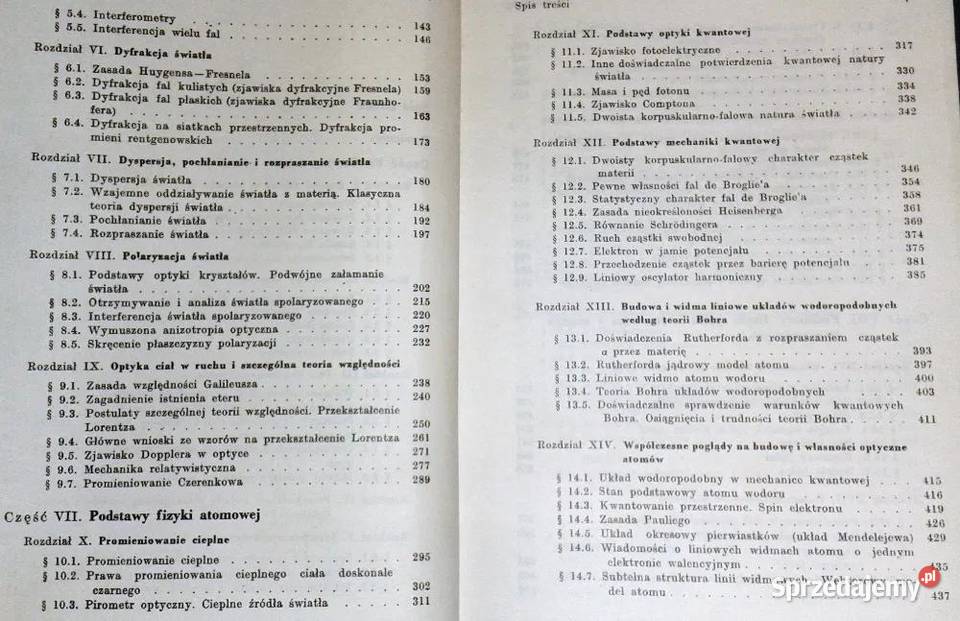 § 5.4. Interferometry . . . 143
§ 5.5. Interferencja wielu fal . . . 146
Rozdział VI. Dyfrakcja światła
§ 6.1. Zasada Huygensa—Fresnela . . . 153
§ 6.2. Dyfrakcja fal kulistych (zjawiska dyfrakcyjne Fresnela) 159
§ 6.3. Dyfrakcja fal płaskich (zjawiska dyfrakcyjne Fraunho-
fera) . . . 163
§ 6.4. Dyfrakcja na siatkach przestrzennych. Dyfrakcja pro-
mieni rentgenowskich . . . 173
Rozdział VII. Dyspersja, pochłanianie i rozpraszanie światła
§ 7.1. Dyspersja światła . . . 180
§ 7.2. Wzajemne oddziaływanie światła z materią. Klasyczna
teoria dyspersji światła . . . 184
§ 7.3. Pochłanianie światła . . . 192
§ 7.4. Rozpraszanie światła . . . 197
Rozdział VIII. Polaryzacja światła
§ 8.1. Podstawy optyki kryształów. Podwójne załamanie
światła . . . 202
§ 8.2. Otrzymywanie i analiza światła spolaryzowanego . . . 215
§ 8.3. Interferencja światła spolaryzowanego . . . 220
§ 8.4. Wymuszona anizotropia optyczna . . . 227
§ 8.5. Skręcenie płaszczyzny polaryzacji . . . 232
Rozdział IX. Optyka ciał w ruchu i szczególna teoria względności
§ 9.1. Zasada względności Galileusza . . . 238
§ 9.2. Zagadnienie istnienia eteru . . . 240
§ 9.3. Postulaty szczególnej teorii względności. Przekształcenie
Lorentza . . . 250
§ 9.4. Główne wnioski ze wzorów na przekształcenie Lorentza 261
§ 9.5. Zjawisko Dopplera w optyce . . . 271
§ 9.6. Mechanika relatywistyczna . . . 277
§ 9.7. Promieniowanie Czerenkowa . . . 289
Część VII. Podstawy fizyki atomowej
Rozdział X. Promieniowanie cieplne
§ 10.1. Promieniowanie cieplne . . . 295
§ 10.2. Prawa promieniowania cieplnego ciała doskonale
czarnego . . . 302
§ 10.3. Pirometr optyczny. Cieplne źródła światła . . . 311
Spis treści
Rozdział XI. Podstawy optyki kwantowej
§ 11.1. Zjawisko fotoelektryczne . . . 317
§ 11.2. Inne doświadczalne potwierdzenia kwantowej natury
światła . . . 330
§ 11.3. Masa i pęd fotonu . . . 334
§ 11.4. Zjawisko Comptona . . . 338
§ 11.5. Dwoista korpuskularno-falowa natura światła . . . 342
Rozdział XII. Podstawy mechaniki kwantowej
§ 12.1. Dwoisty korpuskularno-falowy charakter cząstek
materii . . . 346
§ 12.2. Pewne własności fal de Broglie'a . . . 354
§ 12.3. Statystyczny charakter fal de Broglie'a . . . 358
§ 12.4. Zasada nieokreśloności Heisenberga . . . 361
§ 12.5. Równanie Schrödingera . . . 369
§ 12.6. Ruch cząstki swobodnej . . . 374
§ 12.7. Elektron w jamie potencjału . . . 375
§ 12.8. Przechodzenie cząstek przez barierę potencjału . . . 381
§ 12.9. Liniowy oscylator harmoniczny . . . 385
Rozdział XIII. Budowa i widma liniowe układów wodoropodobnych
według teorii Bohra
§ 13.1. Doświadczenia Rutherforda z rozpraszaniem cząstek
α przez materię . . . 393
§ 13.2. Rutherforda jądrowy model atomu . . . 397
§ 13.3. Liniowe widmo atomu wodoru . . . 400
§ 13.4. Teoria Bohra układów wodoropodobnych . . . 403
§ 13.5. Doświadczalne sprawdzenie warunków kwantowych
Bohra. Osiągnięcia i trudności teorii Bohra . . . 411
Rozdział XIV. Współczesne poglądy na budowę i własności optyczne
atomów
§ 14.1. Układ wodoropodobny w mechanice kwantowej . . . 415
§ 14.2. Stan podstawowy atomu wodoru . . . 416
§ 14.3. Kwantowanie przestrzenne. Spin elektronu . . . 419
§ 14.4. Zasada Pauliego . . . 426
§ 14.5. Układ okresowy pierwiastków (układ Mendelejewa) 429
§ 14.6. Wiadomości o liniowych widmach atomu o jednym
elektronie walencyjnym . . . 435
§ 14.7. Subtelna struktura linii widmowych. mo-
del atomu . . . 437
sprzedajemy.pl